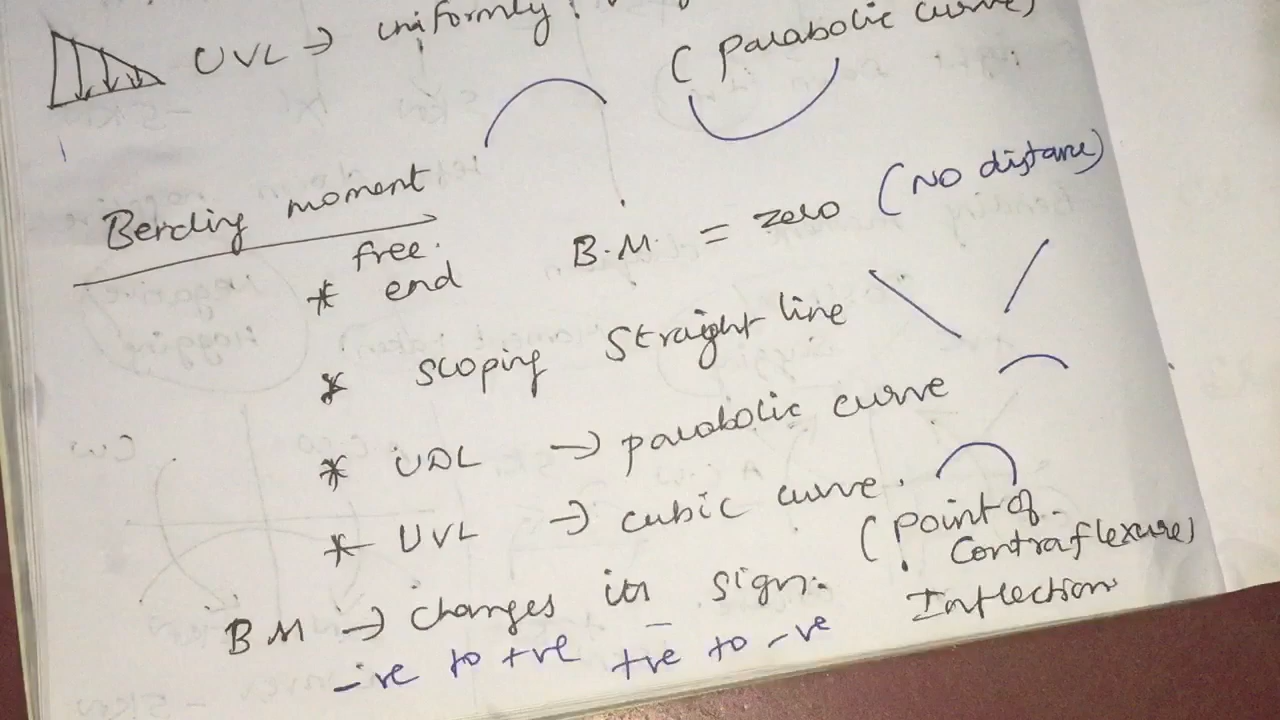 UVL → uniformly
( Parabolic curve)
Bending moment
* free end B.M. = zero (No distance)
* scoping straight line
* UDL → parabolic curve
* UVL → cubic curve.
BM → changes its sign. (Point of Contraflexure)
Inflection
-ve to +ve +ve to -ve